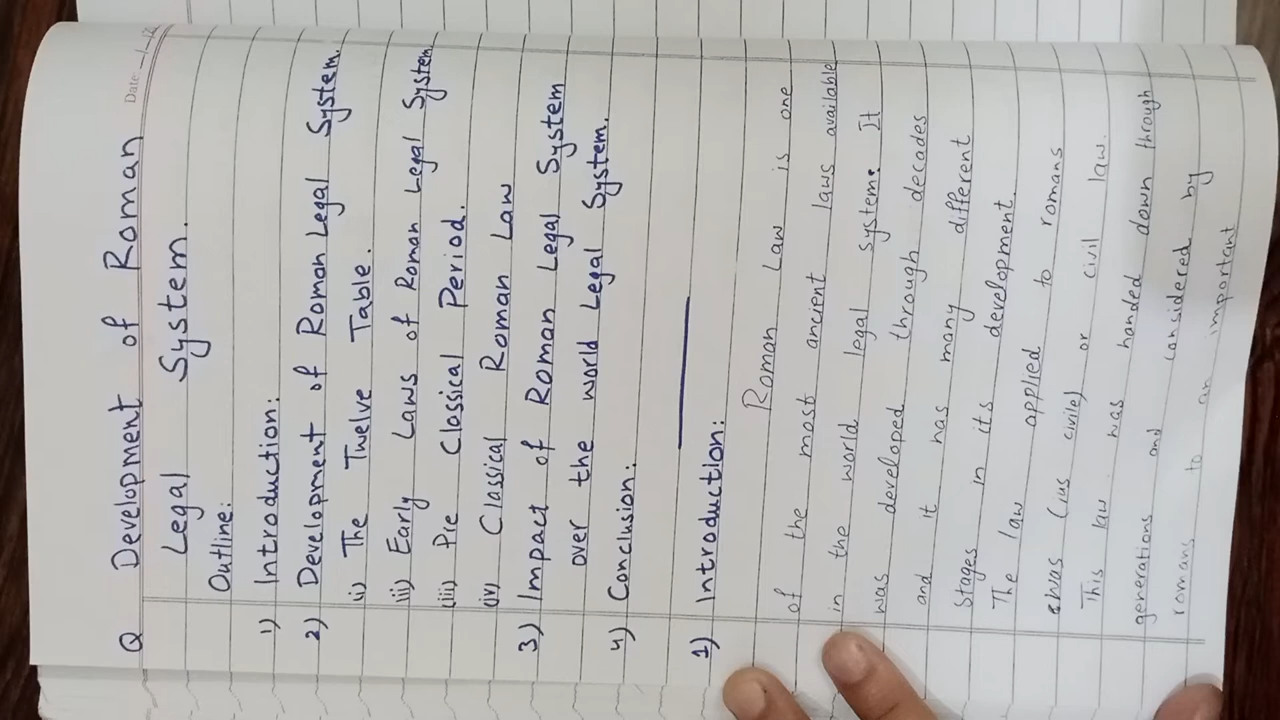 Date: 1-12
Q Development of Roman
Legal System.
Outline:
1) Introduction:
2) Development of Roman Legal System.
i) The Twelve Table.
ii) Early Laws of Roman Legal System
iii) Pre Classical Period.
iv) Classical Roman Law
3) Impact of Roman Legal System
over the world Legal System.
4) Conclusion:
1) Introduction:
Roman Law is one
of the most ancient laws available
in the world legal system. It
was developed through decades
and it has many different
Stages in its development.
The law applied to romans
was (ius civile) or civil law.
This law was handed down through
generations and considered by
romans to an important